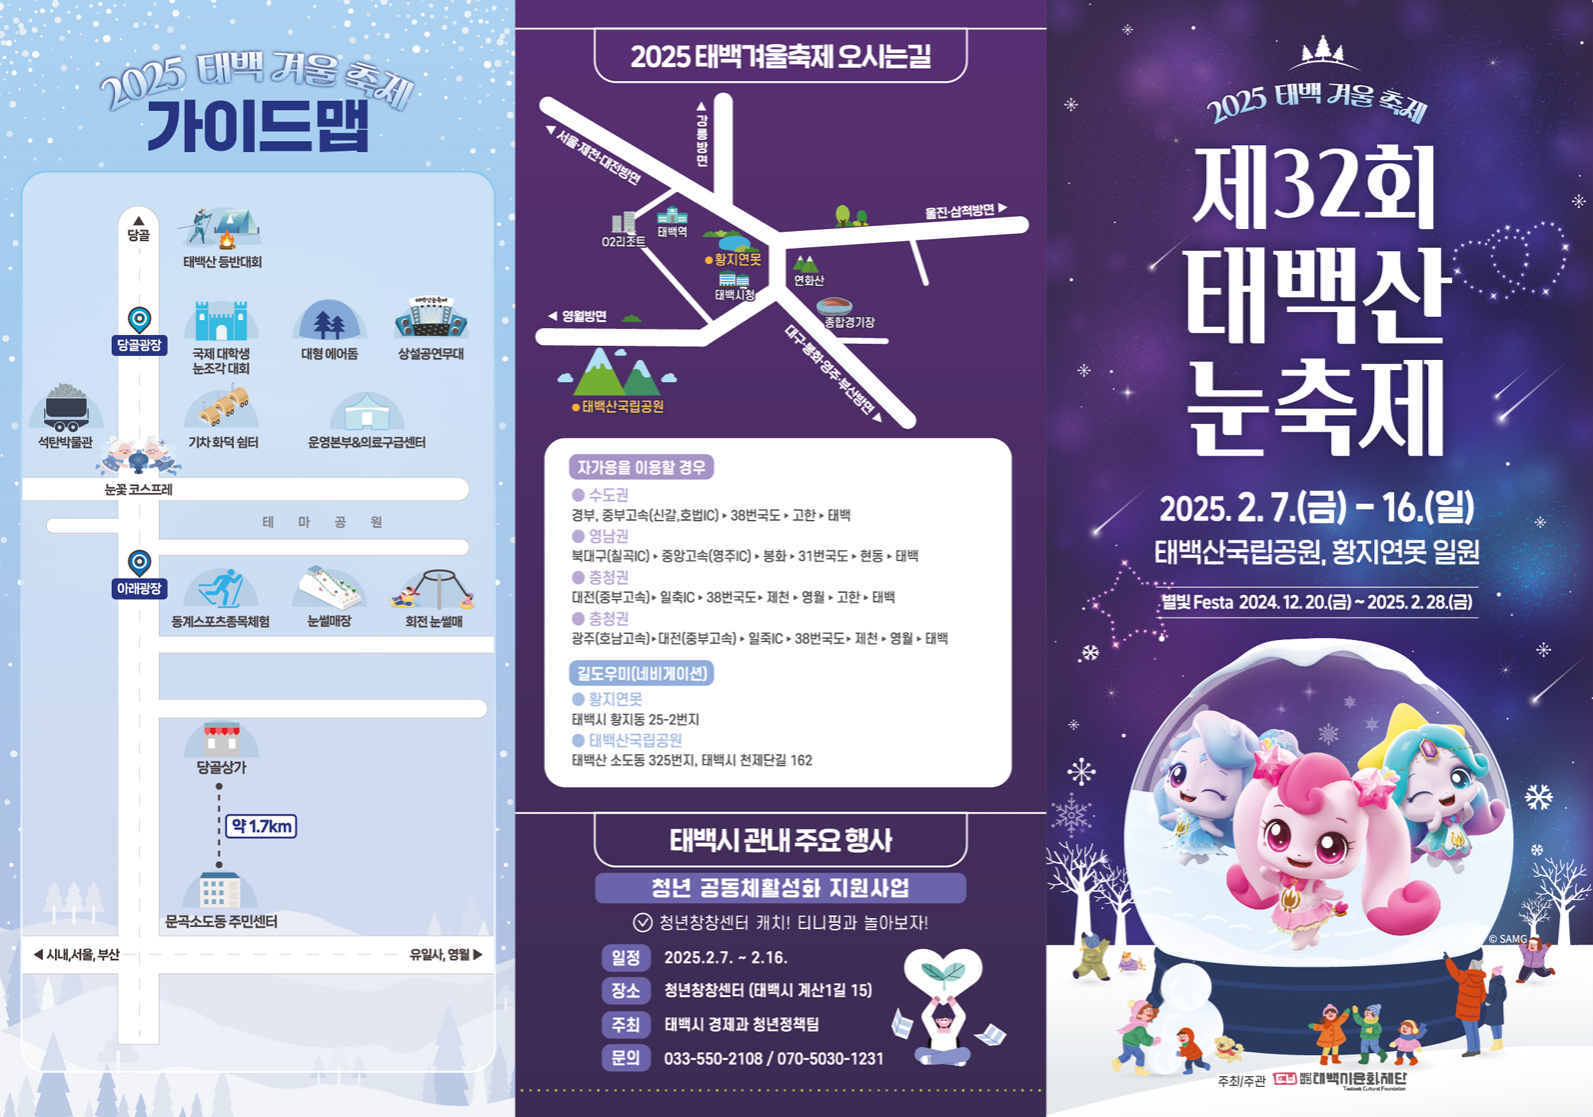 2025 태백 겨울 축제
가이드맵
당골
태백산 등반대회
당골광장
국제 대학생
눈조각 대회
대형 에어돔
태백산눈축제
상설공연무대
석탄박물관
기차 화덕 쉼터
운영본부&의료구급센터
눈꽃 코스프레
테 마 공 원
아래광장
동계스포츠종목체험
눈썰매장
회전 눈썰매
당골상가
약 1.7km
문곡소도동 주민센터
◀ 시내,서울, 부산
유일사, 영월 ▶
2025 태백겨울축제 오시는길
◀ 서울·제천·대전방면
▲강릉방면
울진·삼척방면 ▶
O2리조트
태백역
황지연못
태백시청
연화산
종합경기장
◀ 영월방면
대구·봉화·영주·부산방면 ▶
태백산국립공원
자가용을 이용할 경우
수도권
경부, 중부고속(신갈,호법IC) ▸ 38번국도 ▸ 고한 ▸ 태백
영남권
북대구(칠곡IC) ▸ 중앙고속(영주IC) ▸ 봉화 ▸ 31번국도 ▸ 현동 ▸ 태백
충청권
대전(중부고속) ▸ 일축IC ▸ 38번국도 ▸ 제천 ▸ 영월 ▸ 고한 ▸ 태백
충청권
광주(호남고속) ▸ 대전(중부고속) ▸ 일죽IC ▸ 38번국도 ▸ 제천 ▸ 영월 ▸ 태백
길도우미(네비게이션)
황지연못
태백시 황지동 25-2번지
태백산국립공원
태백산 소도동 325번지, 태백시 천제단길 162
태백시 관내 주요 행사
청년 공동체활성화 지원사업
청년창창센터 캐치! 티니핑과 놀아보자!
일정 2025.2.7. ~ 2.16.
장소 청년창창센터 (태백시 계산1길 15)
주최 태백시 경제과 청년정책팀
문의 033-550-2108 / 070-5030-1231
2025 태백 겨울 축제
제32회
태백산
눈축제
2025. 2. 7.(금) – 16.(일)
태백산국립공원, 황지연못 일원
별빛 Festa 2024. 12. 20.(금) ~ 2025. 2. 28.(금)
© SAMG
주최/주관 태백시문화재단
Taebaek Cultural Foundation